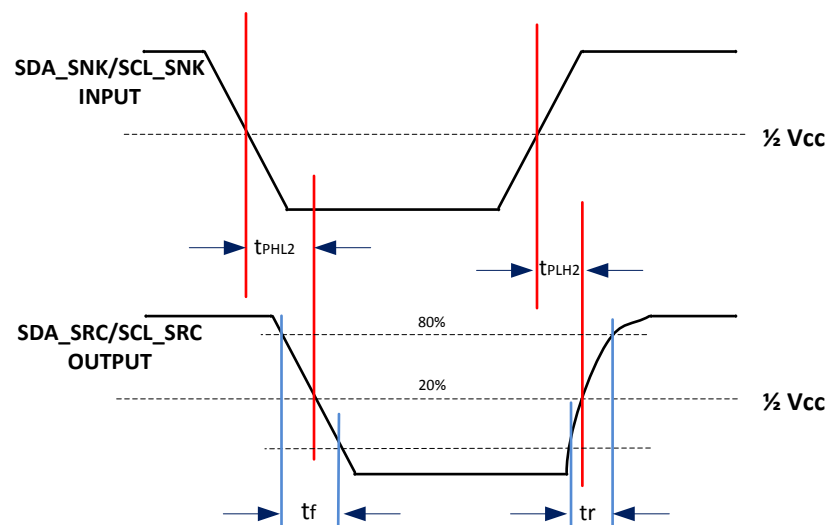 SDA_SNK/SCL_SNK
INPUT
½ Vcc
tPHL2
tPLH2
SDA_SRC/SCL_SRC
OUTPUT
80%
20%
½ Vcc
tf
tr